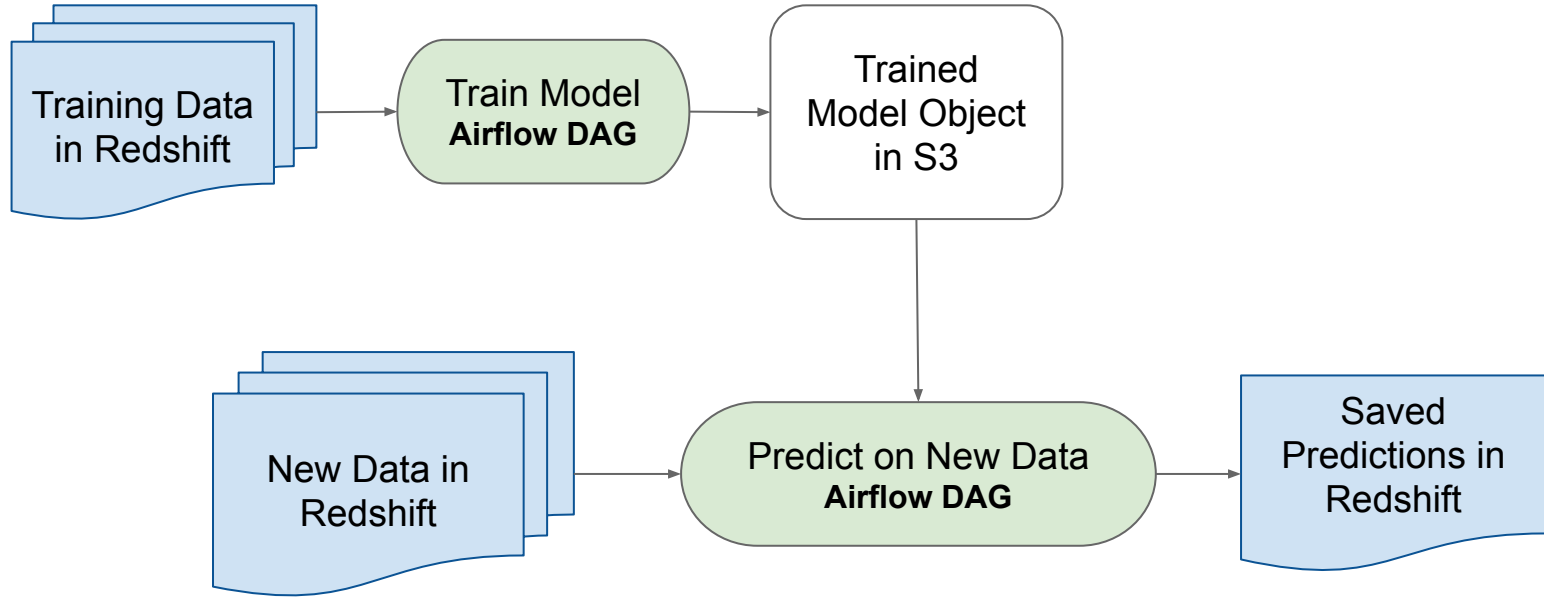 Training Data
in Redshift
Train Model
Airflow DAG
Trained
Model Object
in S3
New Data in
Redshift
Predict on New Data
Airflow DAG
Saved
Predictions in
Redshift